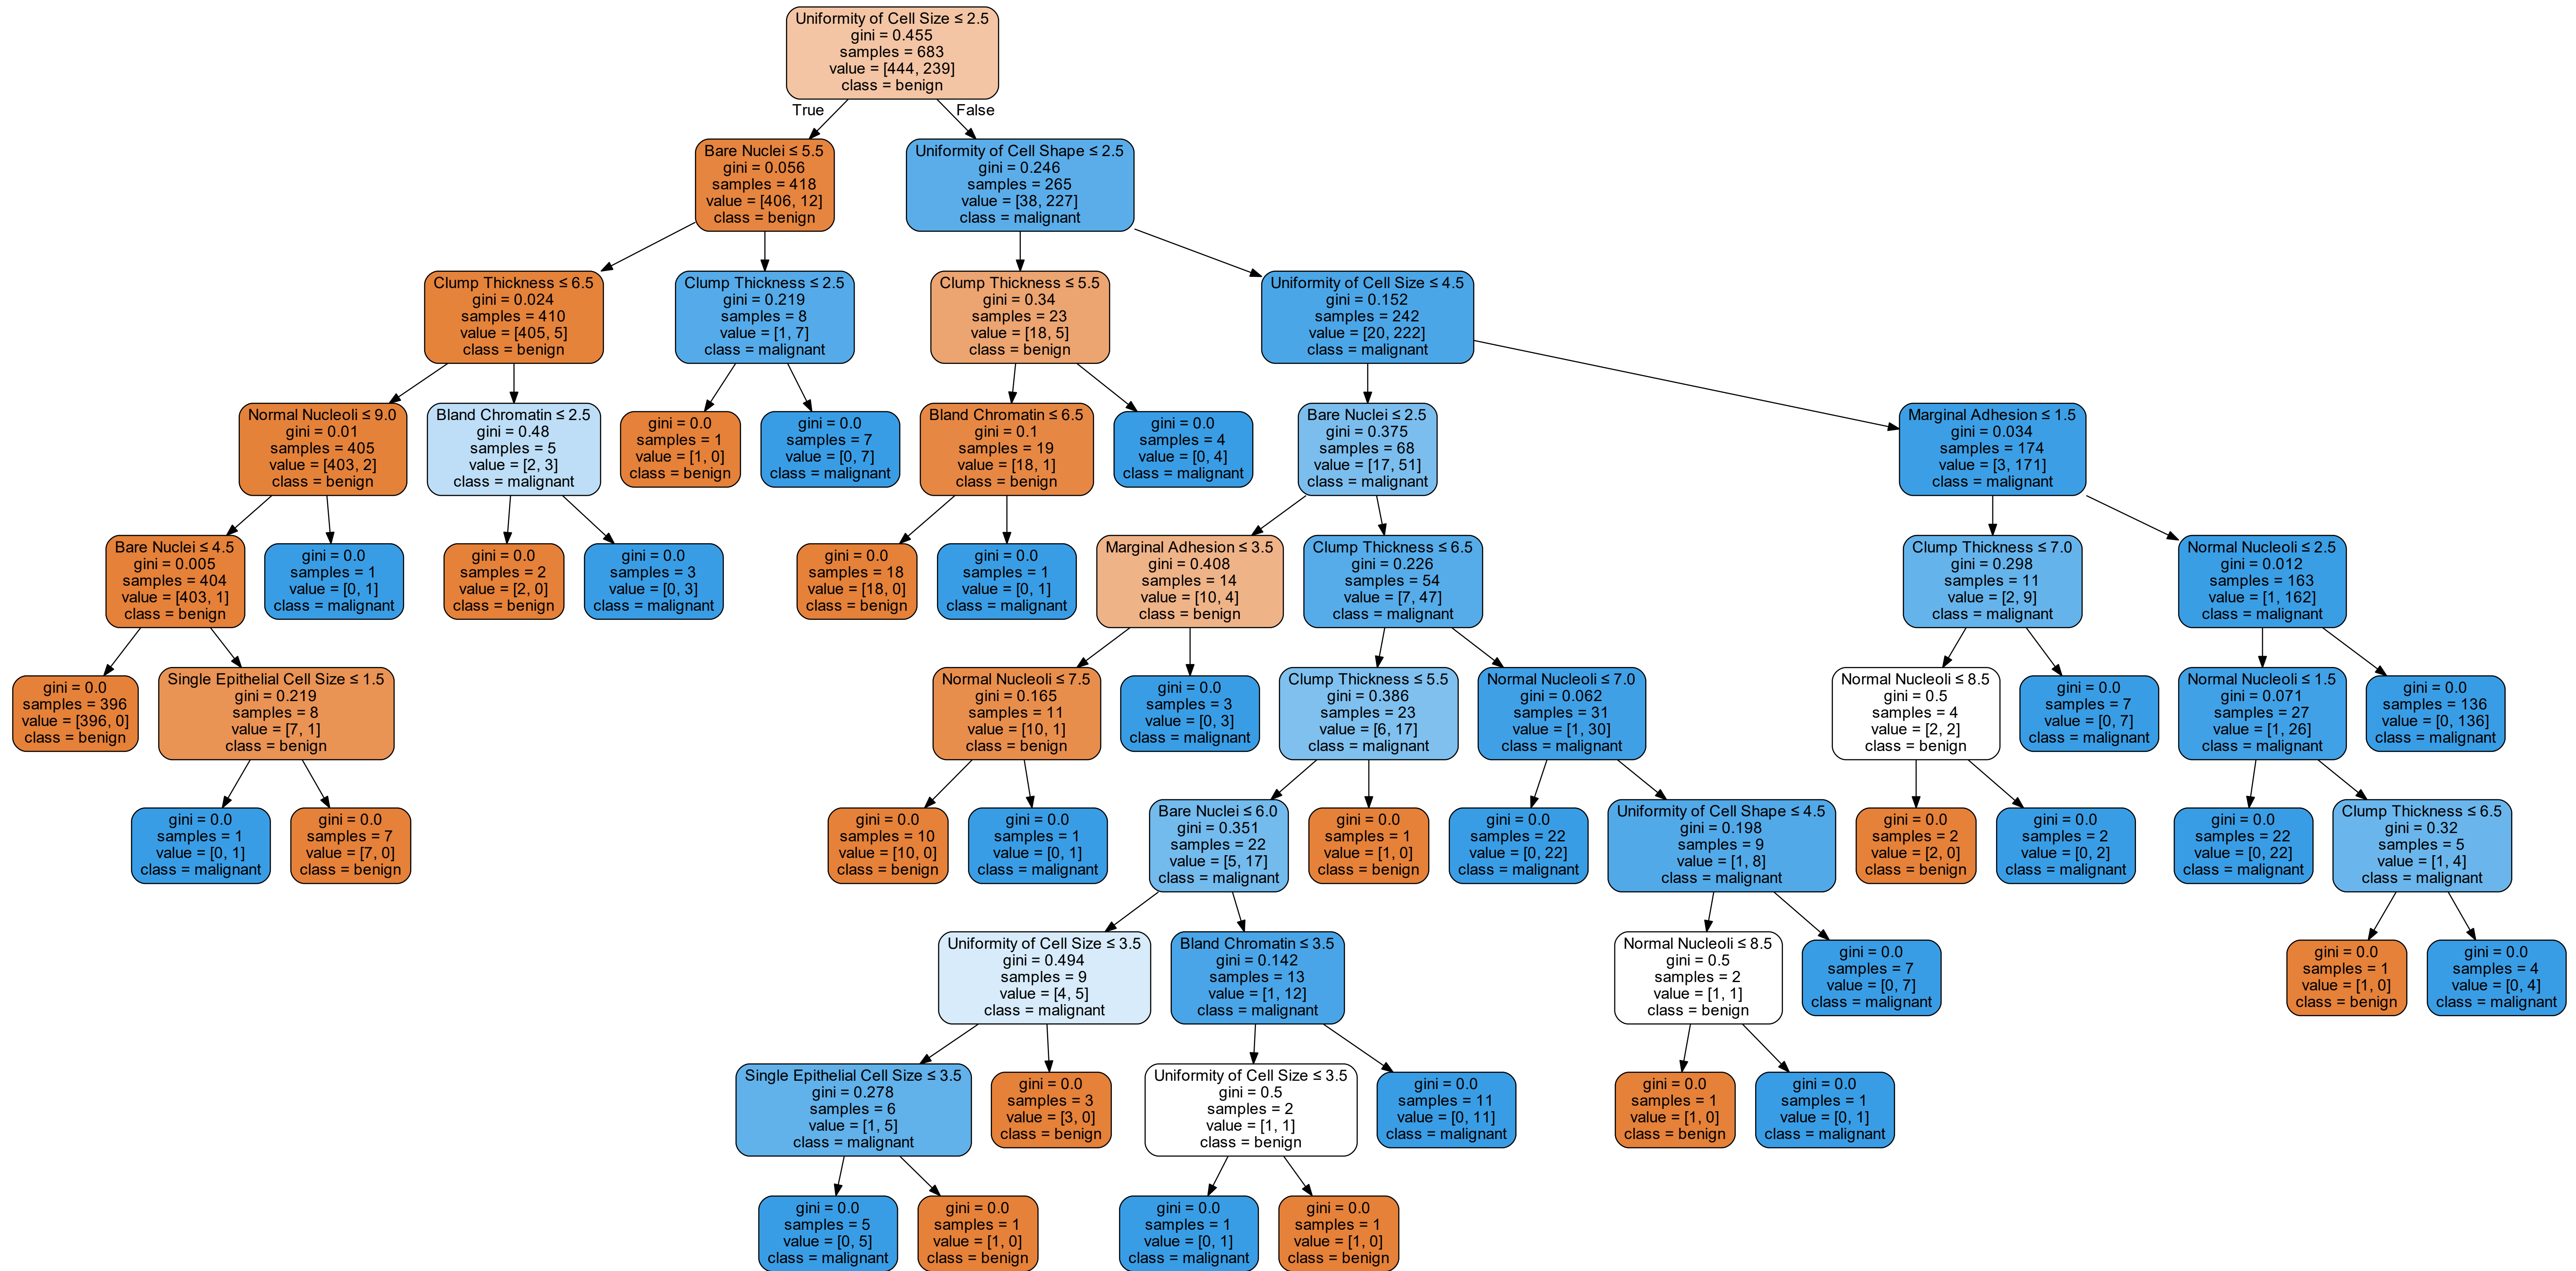 Uniformity of Cell Size ≤ 2.5
gini = 0.455
samples = 683
value = [444, 239]
class = benign
True
False
Bare Nuclei ≤ 5.5
gini = 0.056
samples = 418
value = [406, 12]
class = benign
Uniformity of Cell Shape ≤ 2.5
gini = 0.246
samples = 265
value = [38, 227]
class = malignant
Clump Thickness ≤ 6.5
gini = 0.024
samples = 410
value = [405, 5]
class = benign
Clump Thickness ≤ 2.5
gini = 0.219
samples = 8
value = [1, 7]
class = malignant
Clump Thickness ≤ 5.5
gini = 0.34
samples = 23
value = [18, 5]
class = benign
Uniformity of Cell Size ≤ 4.5
gini = 0.152
samples = 242
value = [20, 222]
class = malignant
Normal Nucleoli ≤ 9.0
gini = 0.01
samples = 405
value = [403, 2]
class = benign
Bland Chromatin ≤ 2.5
gini = 0.48
samples = 5
value = [2, 3]
class = malignant
gini = 0.0
samples = 1
value = [1, 0]
class = benign
gini = 0.0
samples = 7
value = [0, 7]
class = malignant
Bland Chromatin ≤ 6.5
gini = 0.1
samples = 19
value = [18, 1]
class = benign
gini = 0.0
samples = 4
value = [0, 4]
class = malignant
Bare Nuclei ≤ 2.5
gini = 0.375
samples = 68
value = [17, 51]
class = malignant
Marginal Adhesion ≤ 1.5
gini = 0.034
samples = 174
value = [3, 171]
class = malignant
Bare Nuclei ≤ 4.5
gini = 0.005
samples = 404
value = [403, 1]
class = benign
gini = 0.0
samples = 1
value = [0, 1]
class = malignant
gini = 0.0
samples = 2
value = [2, 0]
class = benign
gini = 0.0
samples = 3
value = [0, 3]
class = malignant
gini = 0.0
samples = 18
value = [18, 0]
class = benign
gini = 0.0
samples = 1
value = [0, 1]
class = malignant
Marginal Adhesion ≤ 3.5
gini = 0.408
samples = 14
value = [10, 4]
class = benign
Clump Thickness ≤ 6.5
gini = 0.226
samples = 54
value = [7, 47]
class = malignant
Clump Thickness ≤ 7.0
gini = 0.298
samples = 11
value = [2, 9]
class = malignant
Normal Nucleoli ≤ 2.5
gini = 0.012
samples = 163
value = [1, 162]
class = malignant
gini = 0.0
samples = 396
value = [396, 0]
class = benign
Single Epithelial Cell Size ≤ 1.5
gini = 0.219
samples = 8
value = [7, 1]
class = benign
Normal Nucleoli ≤ 7.5
gini = 0.165
samples = 11
value = [10, 1]
class = benign
gini = 0.0
samples = 3
value = [0, 3]
class = malignant
Clump Thickness ≤ 5.5
gini = 0.386
samples = 23
value = [6, 17]
class = malignant
Normal Nucleoli ≤ 7.0
gini = 0.062
samples = 31
value = [1, 30]
class = malignant
Normal Nucleoli ≤ 8.5
gini = 0.5
samples = 4
value = [2, 2]
class = benign
gini = 0.0
samples = 7
value = [0, 7]
class = malignant
Normal Nucleoli ≤ 1.5
gini = 0.071
samples = 27
value = [1, 26]
class = malignant
gini = 0.0
samples = 136
value = [0, 136]
class = malignant
gini = 0.0
samples = 1
value = [0, 1]
class = malignant
gini = 0.0
samples = 7
value = [7, 0]
class = benign
gini = 0.0
samples = 10
value = [10, 0]
class = benign
gini = 0.0
samples = 1
value = [0, 1]
class = malignant
Bare Nuclei ≤ 6.0
gini = 0.351
samples = 22
value = [5, 17]
class = malignant
gini = 0.0
samples = 1
value = [1, 0]
class = benign
gini = 0.0
samples = 22
value = [0, 22]
class = malignant
Uniformity of Cell Shape ≤ 4.5
gini = 0.198
samples = 9
value = [1, 8]
class = malignant
gini = 0.0
samples = 2
value = [2, 0]
class = benign
gini = 0.0
samples = 2
value = [0, 2]
class = malignant
gini = 0.0
samples = 22
value = [0, 22]
class = malignant
Clump Thickness ≤ 6.5
gini = 0.32
samples = 5
value = [1, 4]
class = malignant
Uniformity of Cell Size ≤ 3.5
gini = 0.494
samples = 9
value = [4, 5]
class = malignant
Bland Chromatin ≤ 3.5
gini = 0.142
samples = 13
value = [1, 12]
class = malignant
Normal Nucleoli ≤ 8.5
gini = 0.5
samples = 2
value = [1, 1]
class = benign
gini = 0.0
samples = 7
value = [0, 7]
class = malignant
gini = 0.0
samples = 1
value = [1, 0]
class = benign
gini = 0.0
samples = 4
value = [0, 4]
class = malignant
Single Epithelial Cell Size ≤ 3.5
gini = 0.278
samples = 6
value = [1, 5]
class = malignant
gini = 0.0
samples = 3
value = [3, 0]
class = benign
Uniformity of Cell Size ≤ 3.5
gini = 0.5
samples = 2
value = [1, 1]
class = benign
gini = 0.0
samples = 11
value = [0, 11]
class = malignant
gini = 0.0
samples = 1
value = [1, 0]
class = benign
gini = 0.0
samples = 1
value = [0, 1]
class = malignant
gini = 0.0
samples = 5
value = [0, 5]
class = malignant
gini = 0.0
samples = 1
value = [1, 0]
class = benign
gini = 0.0
samples = 1
value = [0, 1]
class = malignant
gini = 0.0
samples = 1
value = [1, 0]
class = benign